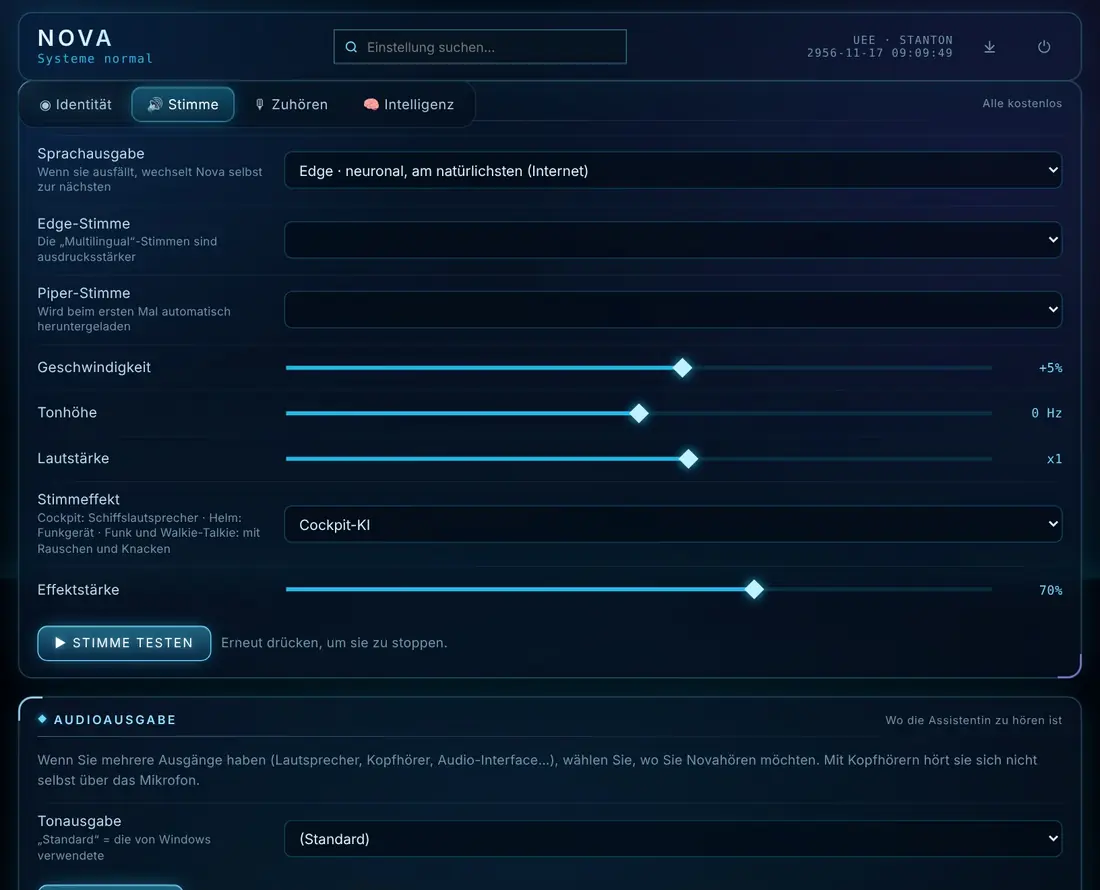 NOVA
Systeme normal
Einstellung suchen...
UEE · STANTON
2956-11-17 09:09:49
Identität
Stimme
Zuhören
Intelligenz
Alle kostenlos
Sprachausgabe
Wenn sie ausfällt, wechselt Nova selbst
zur nächsten
Edge · neuronal, am natürlichsten (Internet)
Edge-Stimme
Die „Multilingual“-Stimmen sind
ausdrucksstärker
Piper-Stimme
Wird beim ersten Mal automatisch
heruntergeladen
Geschwindigkeit
+5%
Tonhöhe
0 Hz
Lautstärke
x1
Stimmeffekt
Cockpit: Schiffslautsprecher · Helm:
Funkgerät · Funk und Walkie-Talkie: mit
Rauschen und Knacken
Cockpit-KI
Effektstärke
70%
STIMME TESTEN
Erneut drücken, um sie zu stoppen.
AUDIOAUSGABE
Wo die Assistentin zu hören ist
Wenn Sie mehrere Ausgänge haben (Lautsprecher, Kopfhörer, Audio-Interface...), wählen Sie, wo Sie Novahören möchten. Mit Kopfhörern hört sie sich nicht
selbst über das Mikrofon.
Tonausgabe
„Standard“ = die von Windows
verwendete
(Standard)